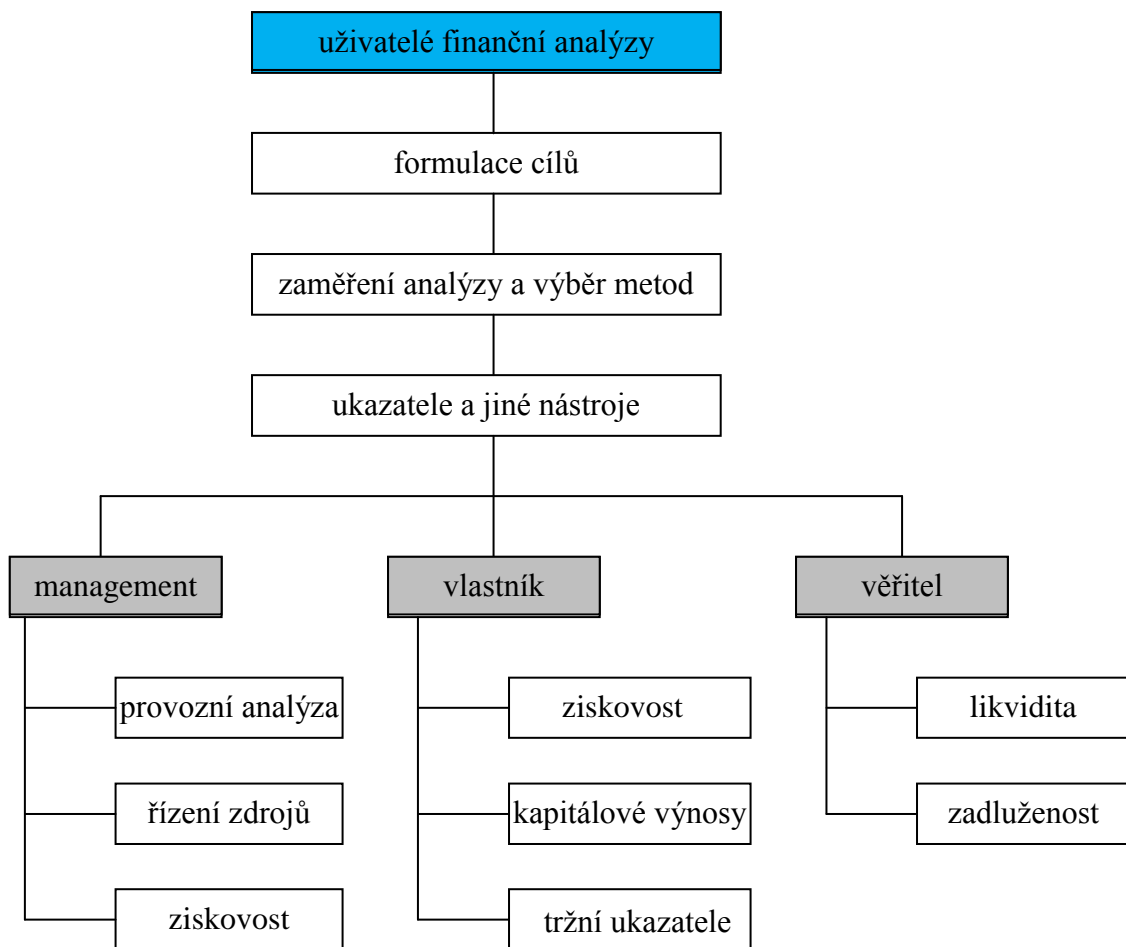 uživatelé finanční analýzy
formulace cílů
zaměření analýzy a výběr metod
ukazatele a jiné nástroje
management
vlastník
věřitel
provozní analýza
ziskovost
likvidita
řízení zdrojů
kapitálové výnosy
zadluženost
ziskovost
tržní ukazatele